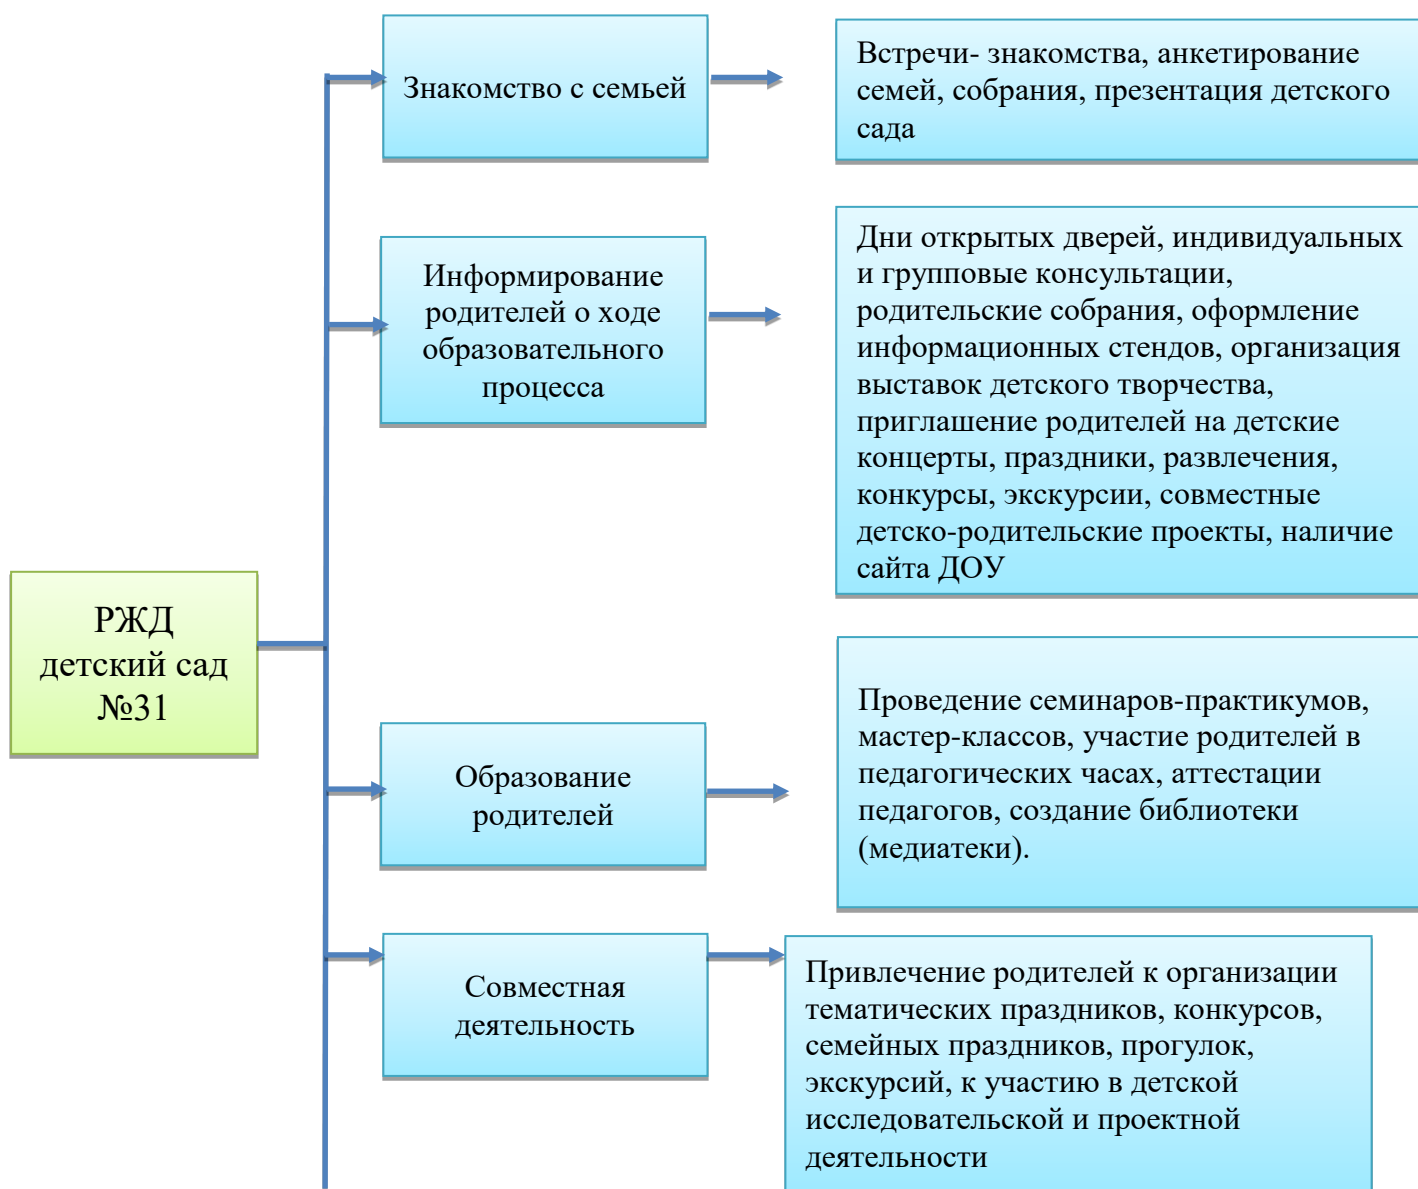 Знакомство с семьей
Встречи- знакомства, анкетирование
семей, собрания, презентация детского
сада
Информирование
родителей о ходе
образовательного
процесса
Дни открытых дверей, индивидуальных
и групповые консультации,
родительские собрания, оформление
информационных стендов, организация
выставок детского творчества,
приглашение родителей на детские
концерты, праздники, развлечения,
конкурсы, экскурсии, совместные
детско-родительские проекты, наличие
сайта ДОУ
РЖД
детский сад
№31
Образование
родителей
Проведение семинаров-практикумов,
мастер-классов, участие родителей в
педагогических часах, аттестации
педагогов, создание библиотеки
(медиатеки).
Совместная
деятельность
Привлечение родителей к организации
тематических праздников, конкурсов,
семейных праздников, прогулок,
экскурсий, к участию в детской
исследовательской и проектной
деятельности